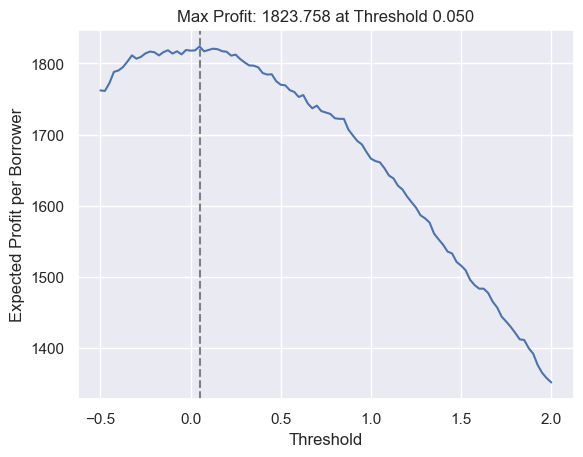 Max Profit: 1823.758 at Threshold 0.050
Expected Profit per Borrower
1800
1700
1600
1500
1400
−0.5 0.0 0.5 1.0 1.5 2.0
Threshold